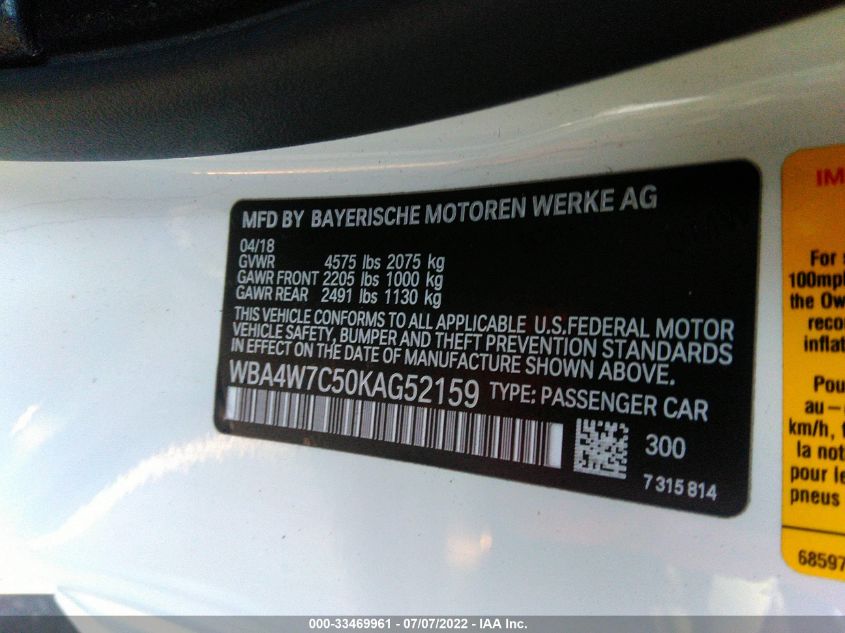 MFD BY BAYERISCHE MOTOREN WERKE AG
04/18
GVWR 4575 lbs 2075 kg
GAWR FRONT 2205 lbs 1000 kg
GAWR REAR 2491 lbs 1130 kg
THIS VEHICLE CONFORMS TO ALL APPLICABLE U.S.FEDERAL MOTOR
VEHICLE SAFETY, BUMPER AND THEFT PREVENTION STANDARDS
IN EFFECT ON THE DATE OF MANUFACTURE SHOWN ABOVE.
WBA4W7C50KAG52159 TYPE: PASSENGER CAR
300
7 315 814
IM
For
100mp
the Ow
reco
inflat
Pou
au –
km/h,
la not
pour le
pneus
68597
000-33469961 - 07/07/2022 - IAA Inc.